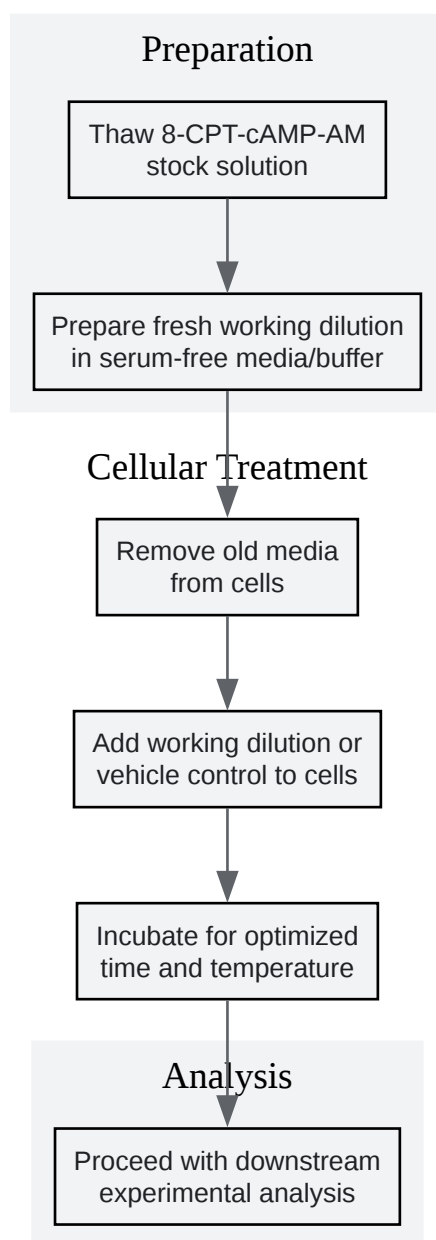 Preparation
Thaw 8-CPT-cAMP-AM
stock solution
Prepare fresh working dilution
in serum-free media/buffer
Cellular Treatment
Remove old media
from cells
Add working dilution or
vehicle control to cells
Incubate for optimized
time and temperature
Analysis
Proceed with downstream
experimental analysis